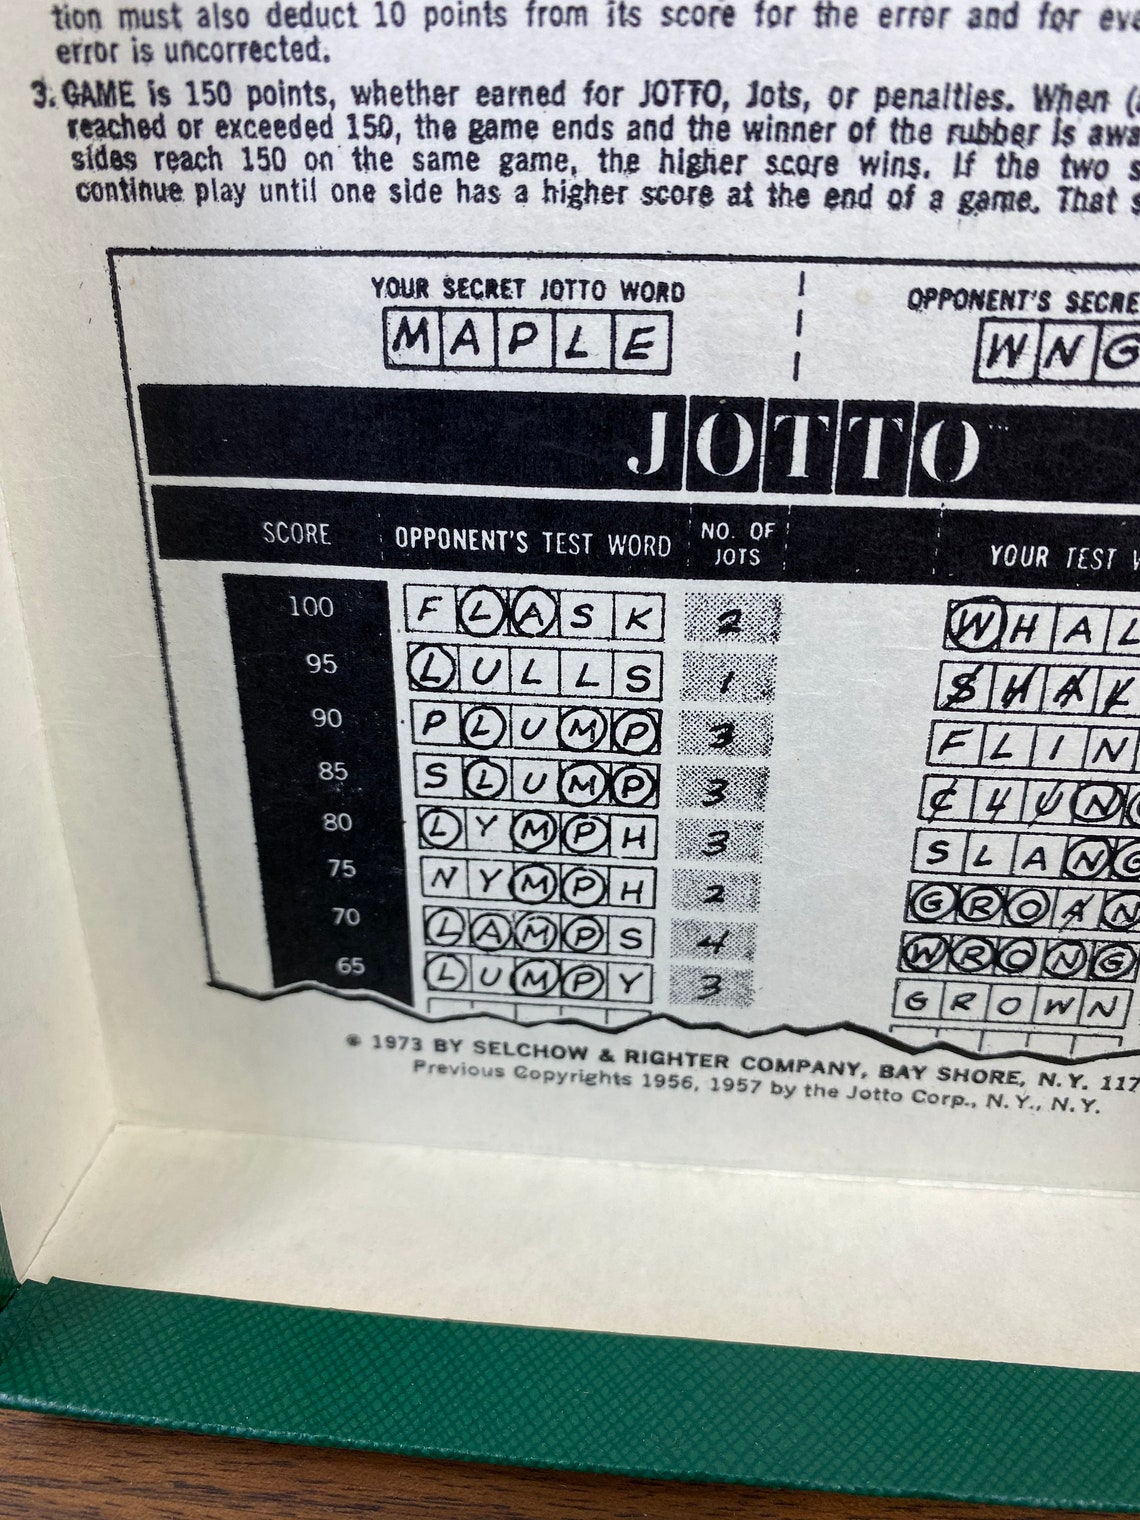 tion must also deduct 10 points from its score for the error and for eve
error is uncorrected.
3. GAME is 150 points, whether earned for JOTTO, Jots, or penalties. When (
reached or exceeded 150, the game ends and the winner of the rubber is awa
sides reach 150 on the same game, the higher score wins. If the two s
continue play until one side has a higher score at the end of a game. That s
YOUR SECRET JOTTO WORD OPPONENT'S SECRE
MAPLE WNG
JOTTO
SCORE OPPONENT'S TEST WORD NO. OF JOTS YOUR TEST W
100 FLASK 2 WHAL
95 LULLS 1 SHAK
90 PLUMP 3 FLIN
85 SLUMP 3 CHUNG
80 LYMPH 3 SLANG
75 NYMPH 2 GROAN
70 LAMPS 4 WRONG
65 LUMPY 3 GROWN
© 1973 BY SELCHOW & RIGHTER COMPANY, BAY SHORE, N.Y. 117
Previous Copyrights 1956, 1957 by the Jotto Corp., N.Y., N.Y.